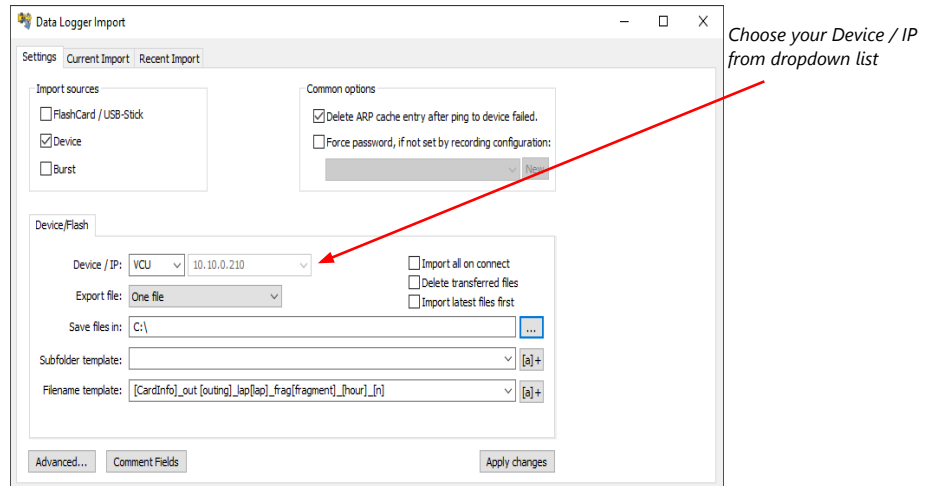 Data Logger Import
Choose your Device / IP
from dropdown list
Settings Current Import Recent Import
Import sources
FlashCard / USB-Stick
Device
Burst
Common options
Delete ARP cache entry after ping to device failed.
Force password, if not set by recording configuration:
New
Device/Flash
Device / IP: VCU 10.10.0.210
Import all on connect
Delete transferred files
Import latest files first
Export file: One file
Save files in: C:\ ...
Subfolder template: [a]+
Filename template: [CardInfo]_out [outing]_lap[lap]_frag[fragment]_[hour]_[n] [a]+
Advanced... Comment Fields Apply changes